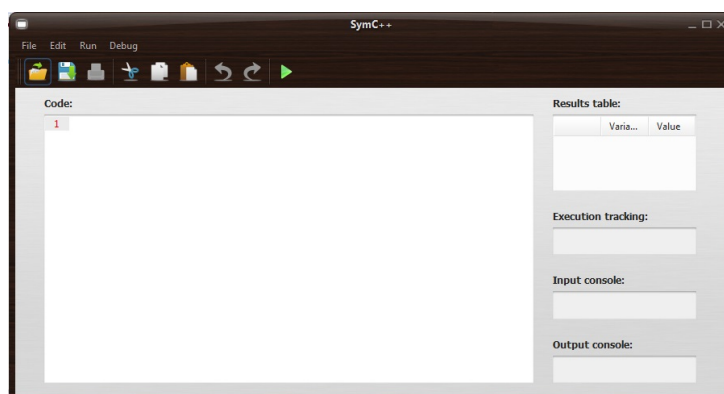 SymC++
File Edit Run Debug
Code:
1
Results table:
Varia... Value
Execution tracking:
Input console:
Output console: